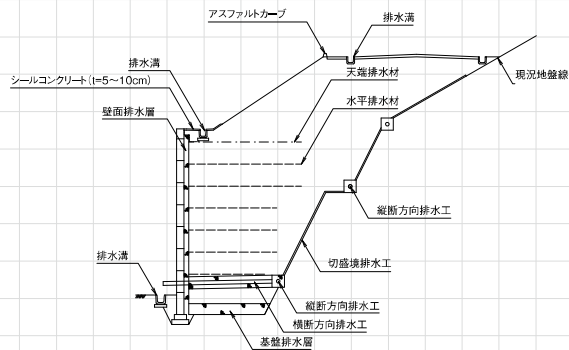 アスファルトカーブ
排水溝
排水溝
天端排水材
シールコンクリート(t=5～10cm)
現況地盤線
水平排水材
壁面排水層
縦断方向排水工
排水溝
切盛境排水工
縦断方向排水工
横断方向排水工
基盤排水層